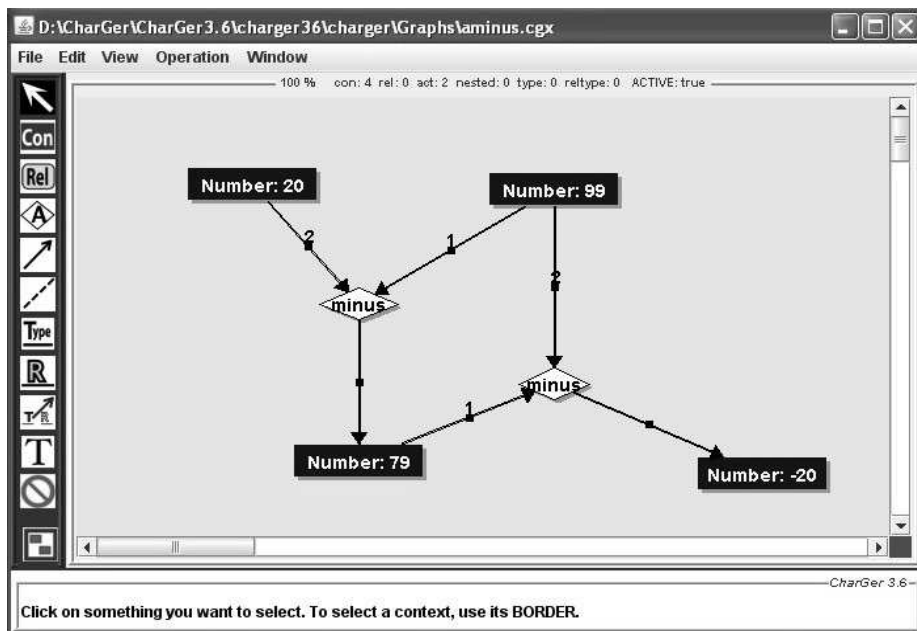 D:\CharGer\CharGer3.6\charger36\charger\Graphs\aminus.cgx
File Edit View Operation Window
100 % con: 4 rel: 0 act: 2 nested: 0 type: 0 reltype: 0 ACTIVE: true
Con
Rel
A
Type
R
T/R
T
Number: 20
Number: 99
2
1
minus
2
minus
1
Number: 79
Number: -20
CharGer 3.6
Click on something you want to select. To select a context, use its BORDER.